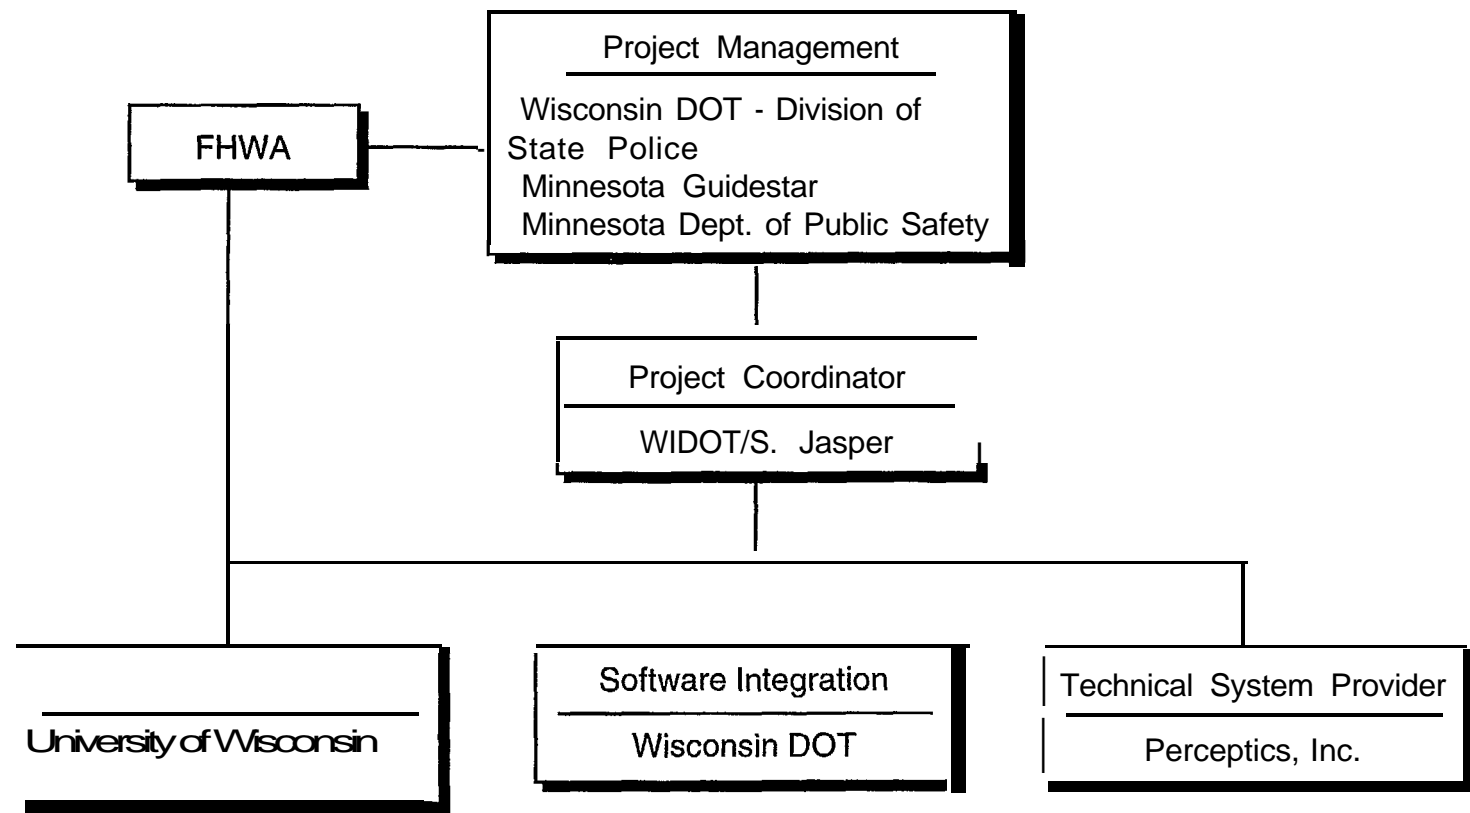 Project Management
Wisconsin DOT - Division of
State Police
Minnesota Guidestar
Minnesota Dept. of Public Safety
FHWA
Project Coordinator
WIDOT/S. Jasper
University of Wisconsin
Software Integration
Wisconsin DOT
Technical System Provider
Perceptics, Inc.